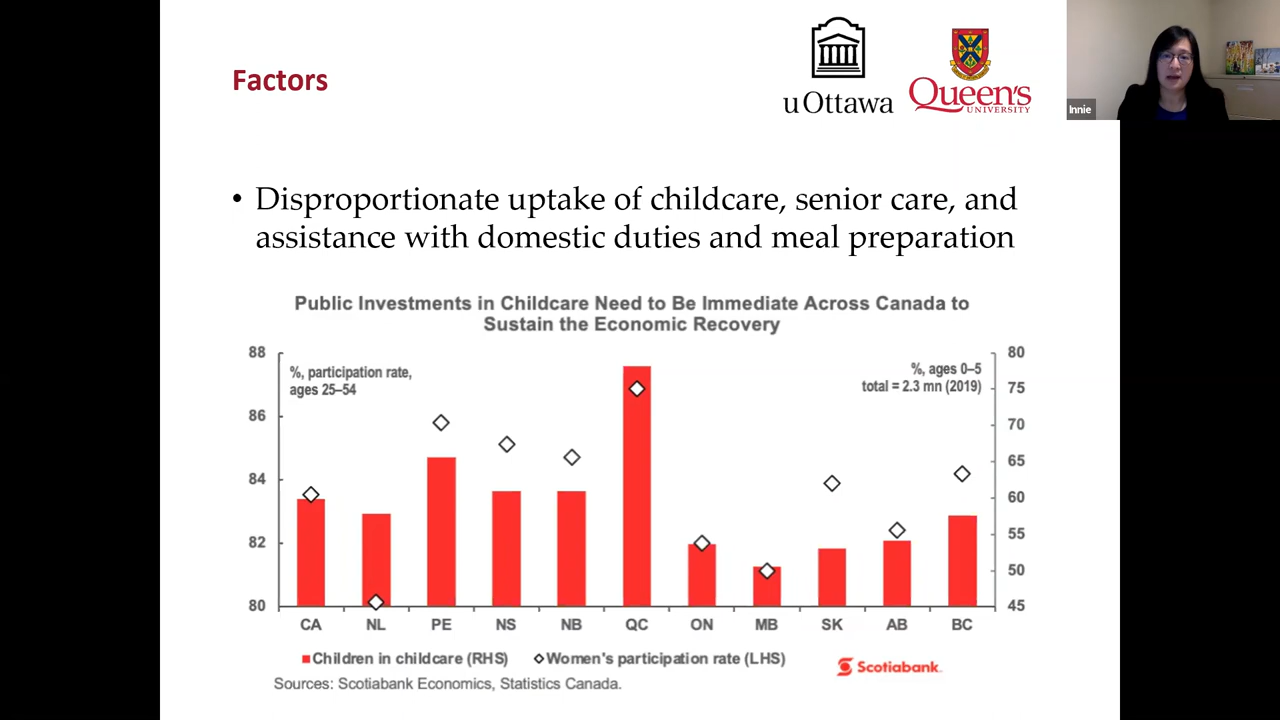 Factors
uOttawa
Queen's
UNIVERSITY
Innie
• Disproportionate uptake of childcare, senior care, and
assistance with domestic duties and meal preparation
Public Investments in Childcare Need to Be Immediate Across Canada to
Sustain the Economic Recovery
88
86
84
82
80
%, participation rate,
ages 25–54
%, ages 0–5
total = 2.3 mn (2019)
80
75
70
65
60
55
50
45
CA NL PE NS NB QC ON MB SK AB BC
Children in childcare (RHS) Women's participation rate (LHS)
Scotiabank
Sources: Scotiabank Economics, Statistics Canada.